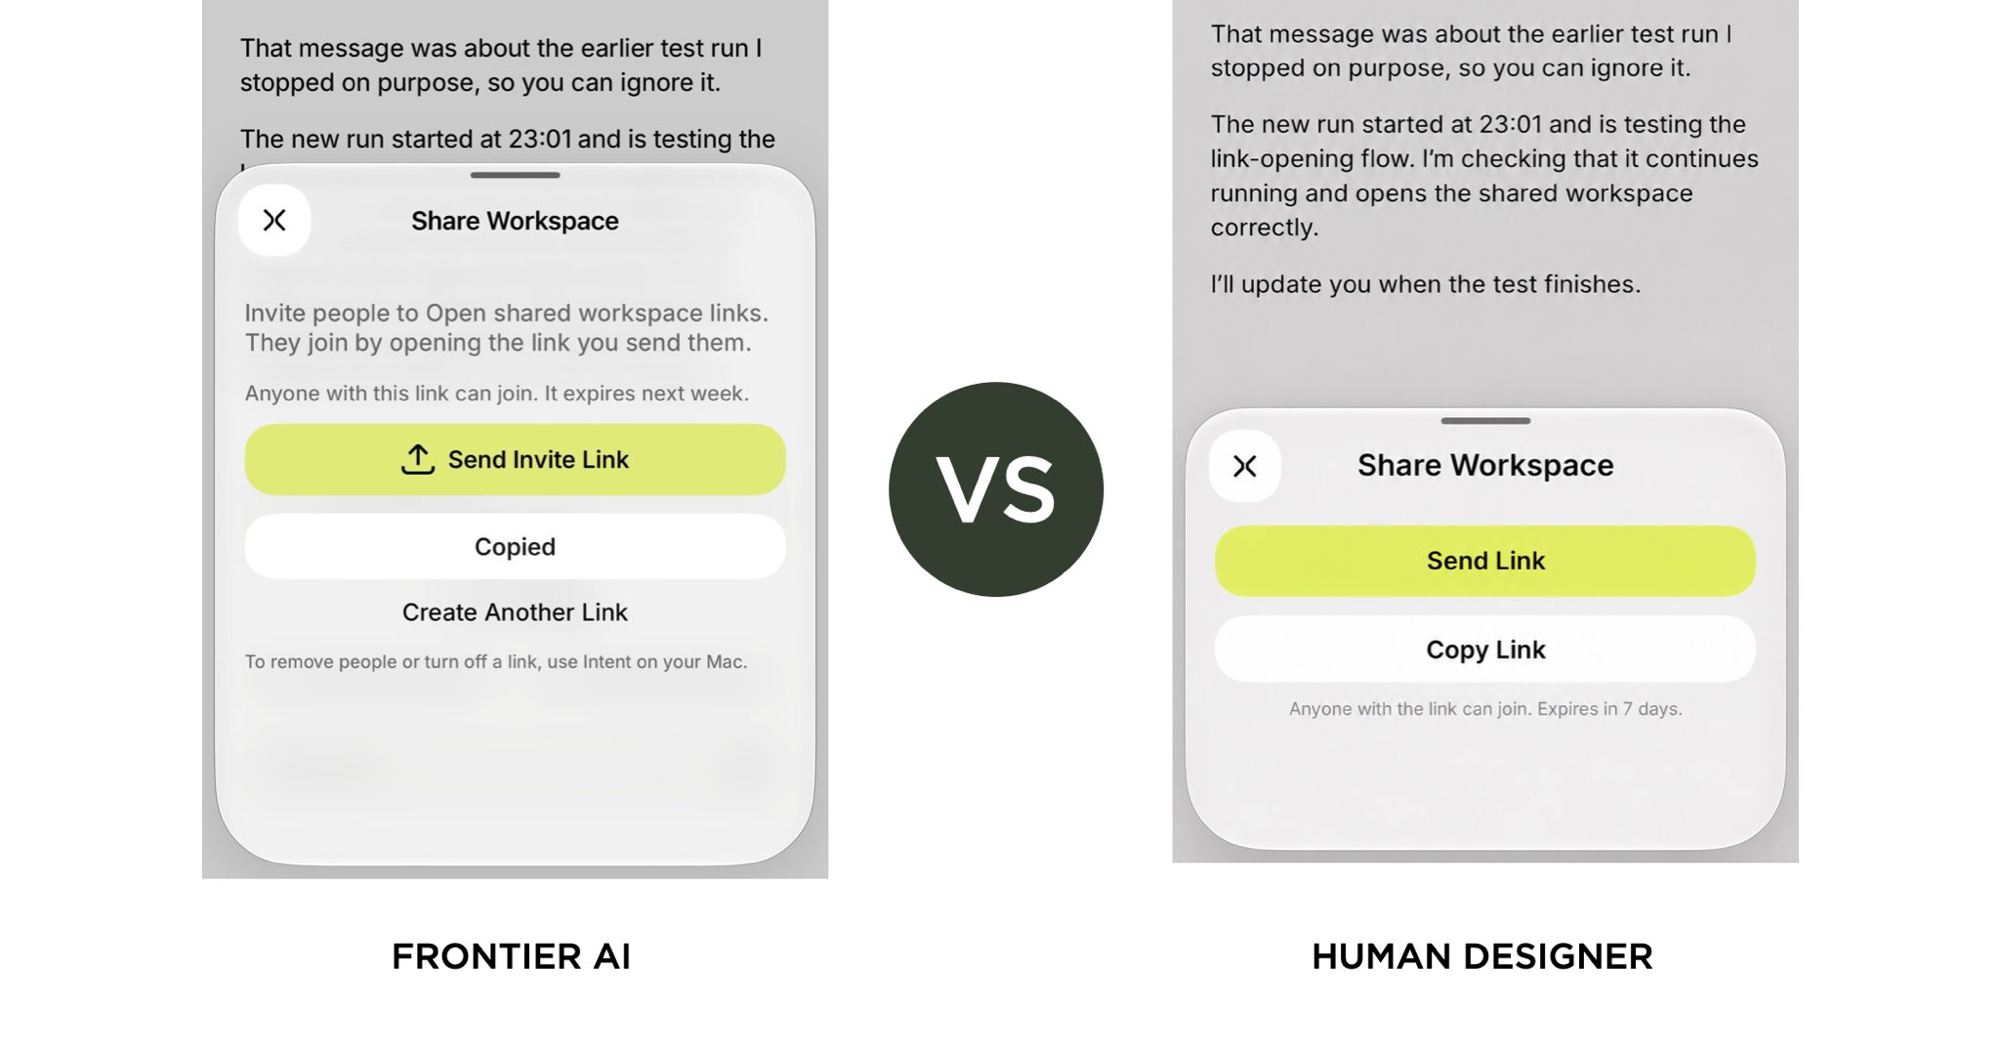 That message was about the earlier test run I
stopped on purpose, so you can ignore it.
The new run started at 23:01 and is testing the
Share Workspace
Invite people to Open shared workspace links.
They join by opening the link you send them.
Anyone with this link can join. It expires next week.
Send Invite Link
Copied
Create Another Link
To remove people or turn off a link, use Intent on your Mac.
FRONTIER AI
VS
That message was about the earlier test run I
stopped on purpose, so you can ignore it.
The new run started at 23:01 and is testing the
link-opening flow. I’m checking that it continues
running and opens the shared workspace
correctly.
I’ll update you when the test finishes.
Share Workspace
Send Link
Copy Link
Anyone with the link can join. Expires in 7 days.
HUMAN DESIGNER